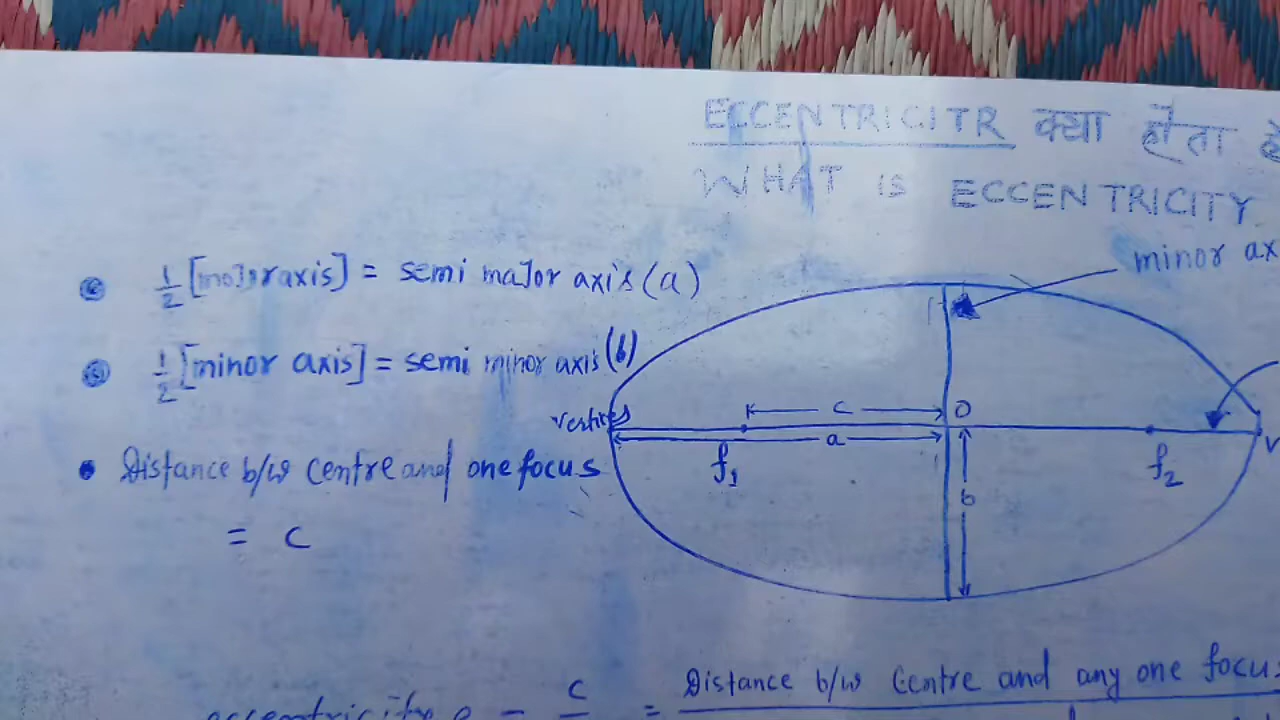 ECCENTRICITR क्या होता है
WHAT IS ECCENTRICITY
minor ax
1/2 [major axis] = semi major axis (a)
1/2 [minor axis] = semi minor axis (b)
vertices
c
O
a
f1
f2
v
b
• Distance b/w centre and one focus
= c
eccentricity e = c = Distance b/w Centre and any one focus